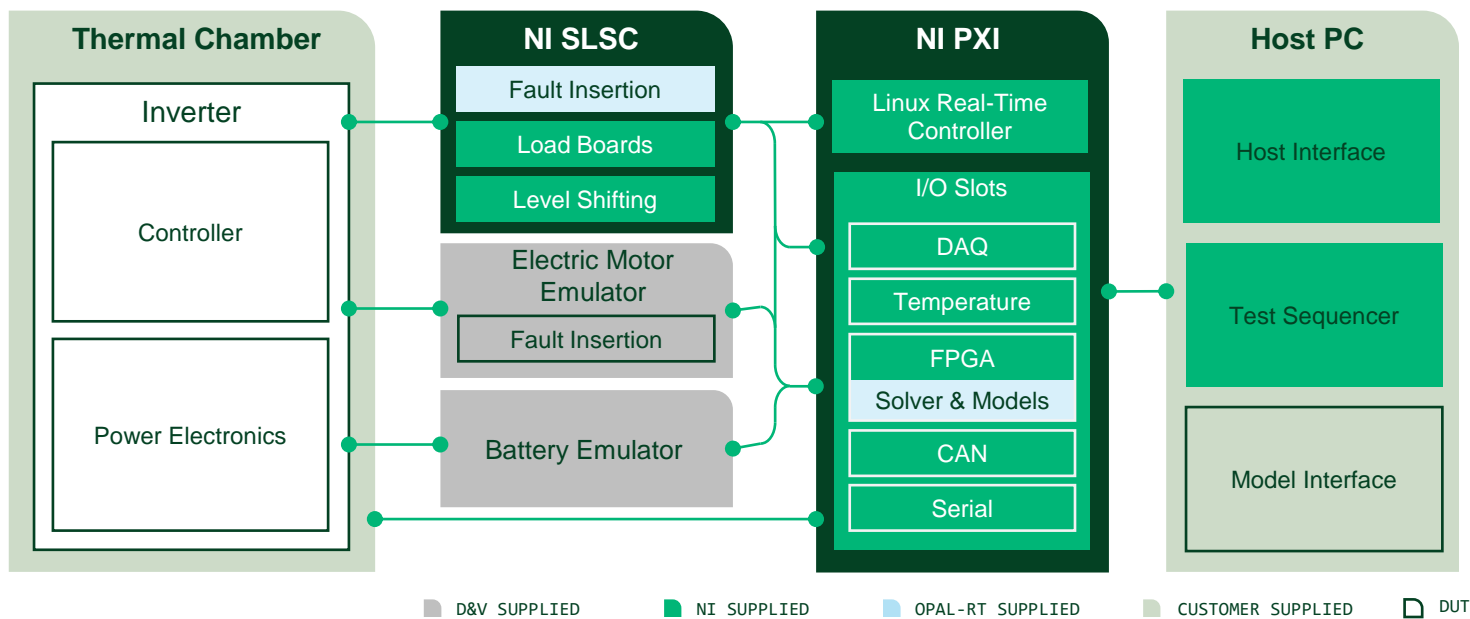 Thermal Chamber
Inverter
Controller
Power Electronics
NI SLSC
Fault Insertion
Load Boards
Level Shifting
Electric Motor
Emulator
Fault Insertion
Battery Emulator
NI PXI
Linux Real-Time
Controller
I/O Slots
DAQ
Temperature
FPGA
Solver & Models
CAN
Serial
Host PC
Host Interface
Test Sequencer
Model Interface
D&V SUPPLIED
NI SUPPLIED
OPAL-RT SUPPLIED
CUSTOMER SUPPLIED
DUT